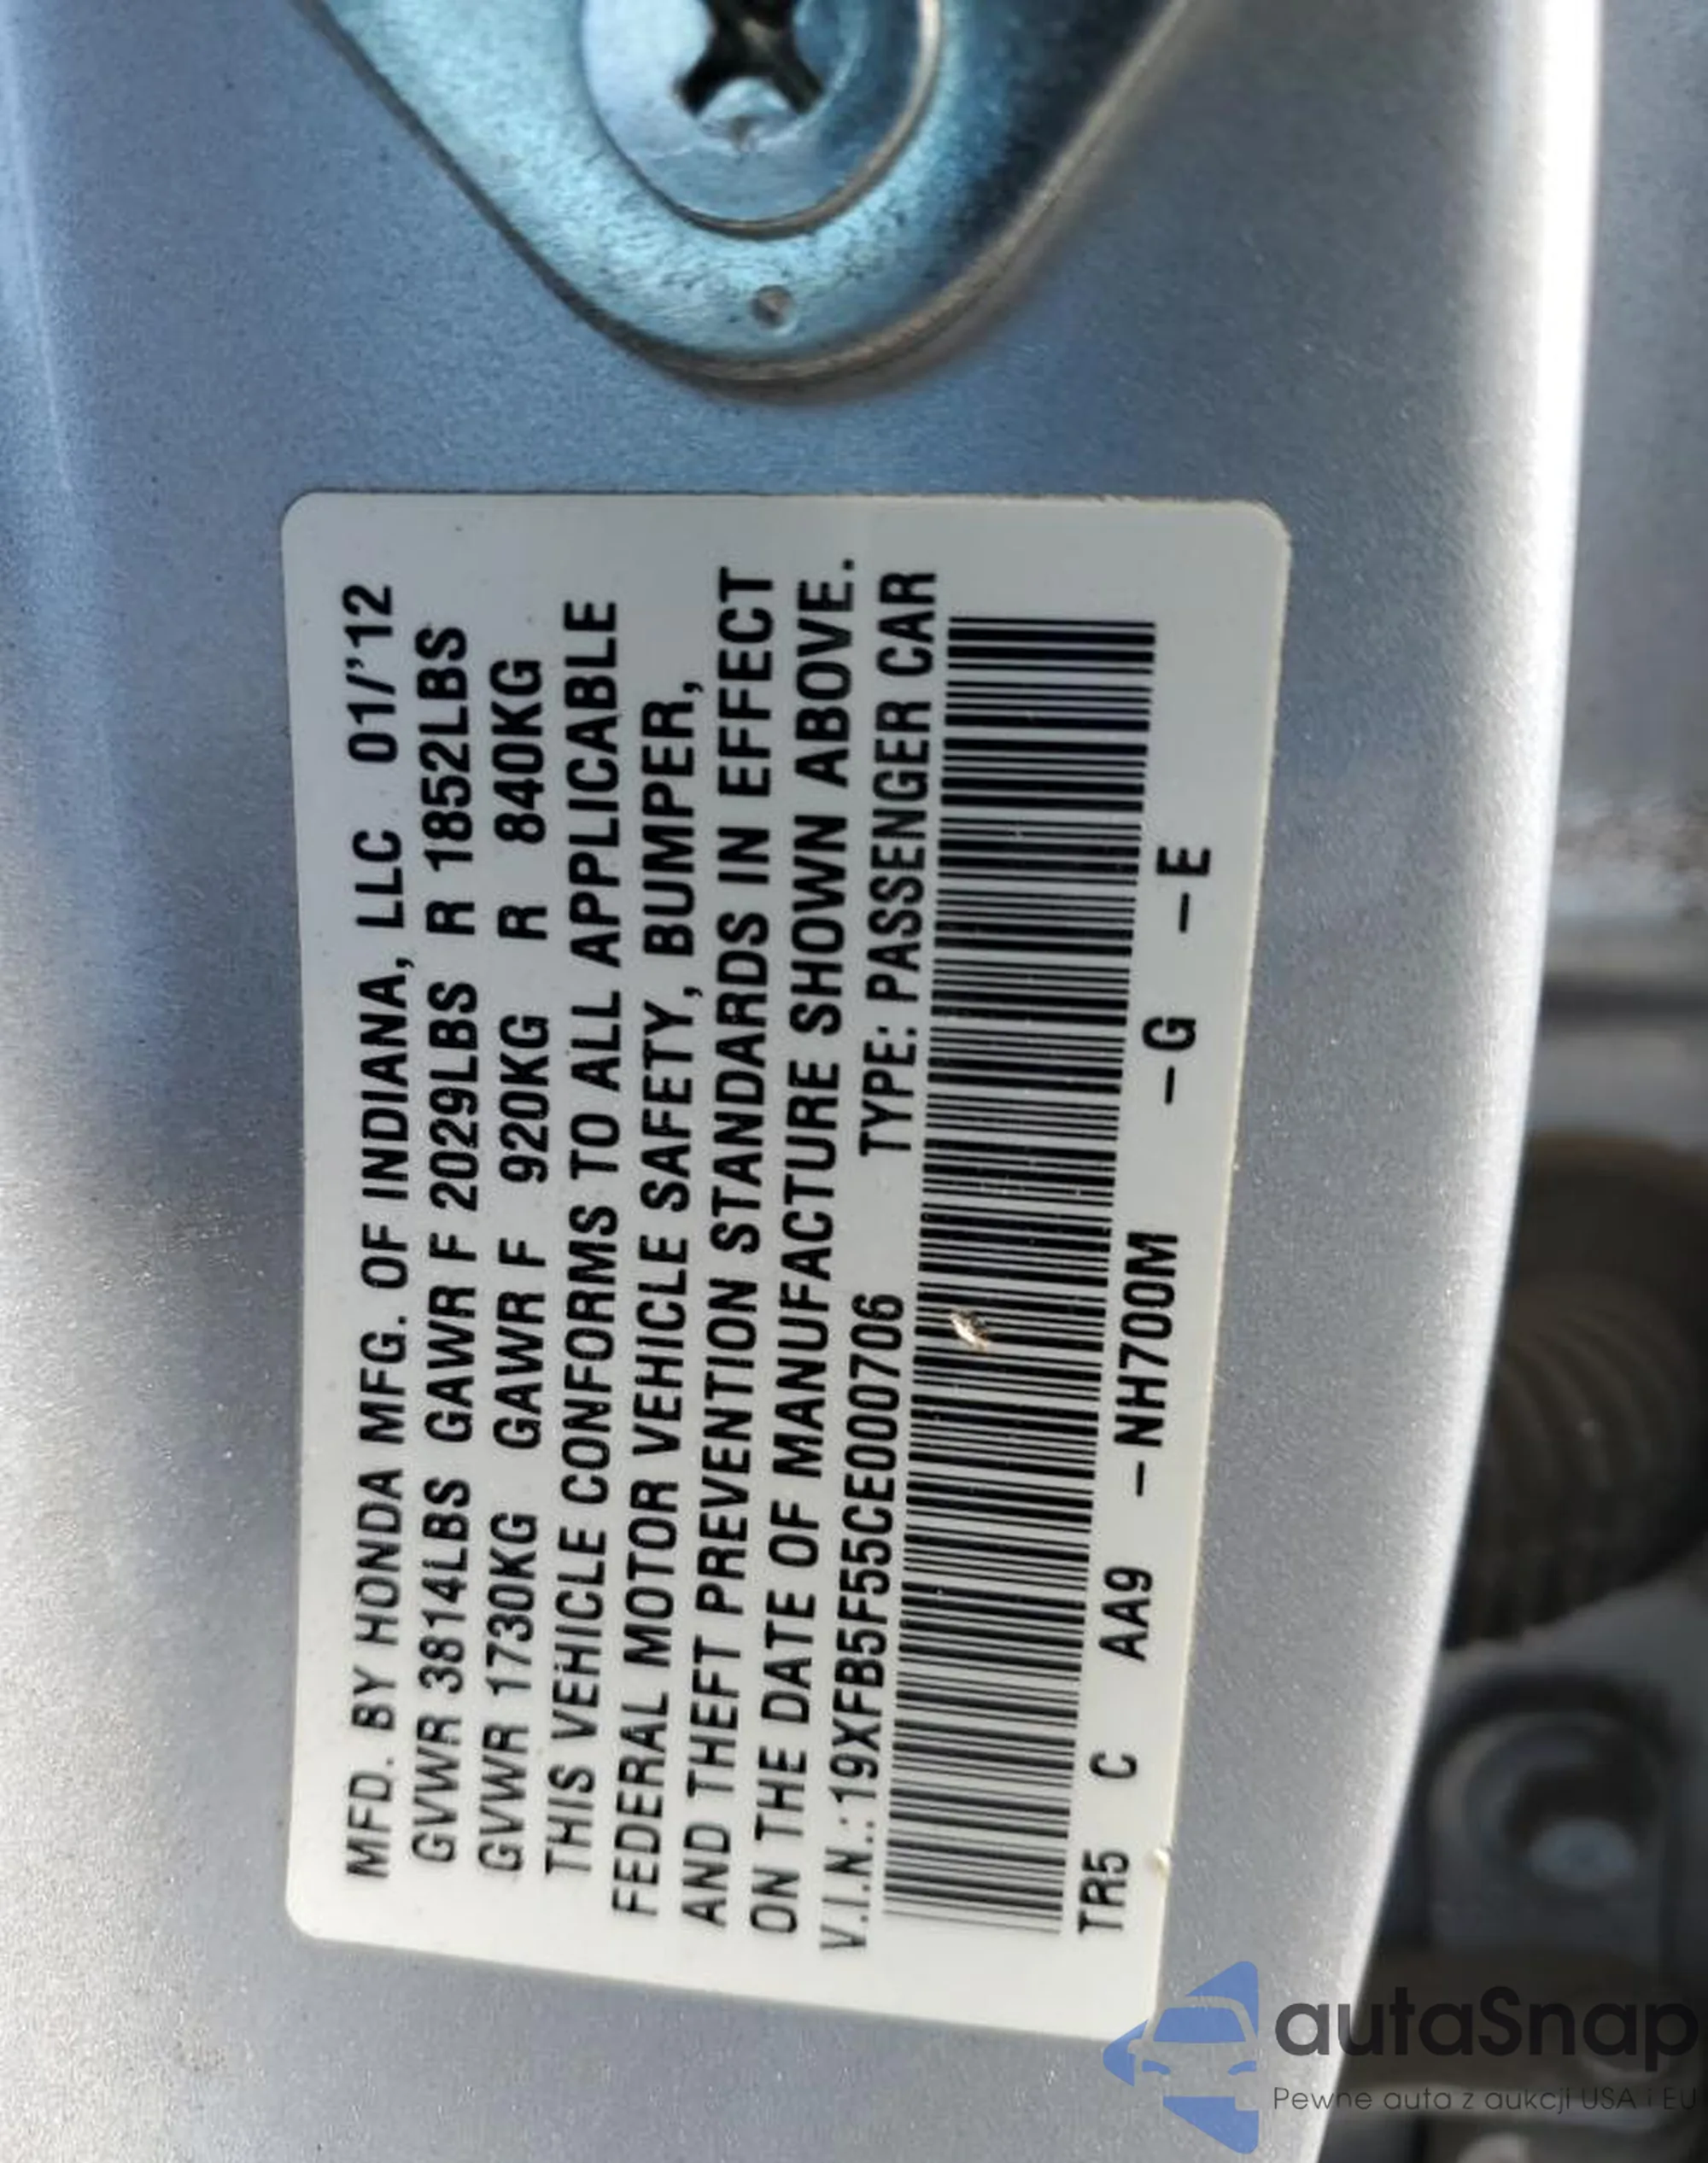 MFD. BY HONDA MFG. OF INDIANA, LLC 01/'12
GVWR 3814LBS GAWR F 2029LBS R 1852LBS
GVWR 1730KG GAWR F 920KG R 840KG
THIS VEHICLE CONFORMS TO ALL APPLICABLE
FEDERAL MOTOR VEHICLE SAFETY, BUMPER,
AND THEFT PREVENTION STANDARDS IN EFFECT
ON THE DATE OF MANUFACTURE SHOWN ABOVE.
V.I.N.:19XFB5F55CE000706 TYPE: PASSENGER CAR
TR5 C AA9 –NH700M –G –E
autaSnap
Pewne auta z aukcji USA i EU